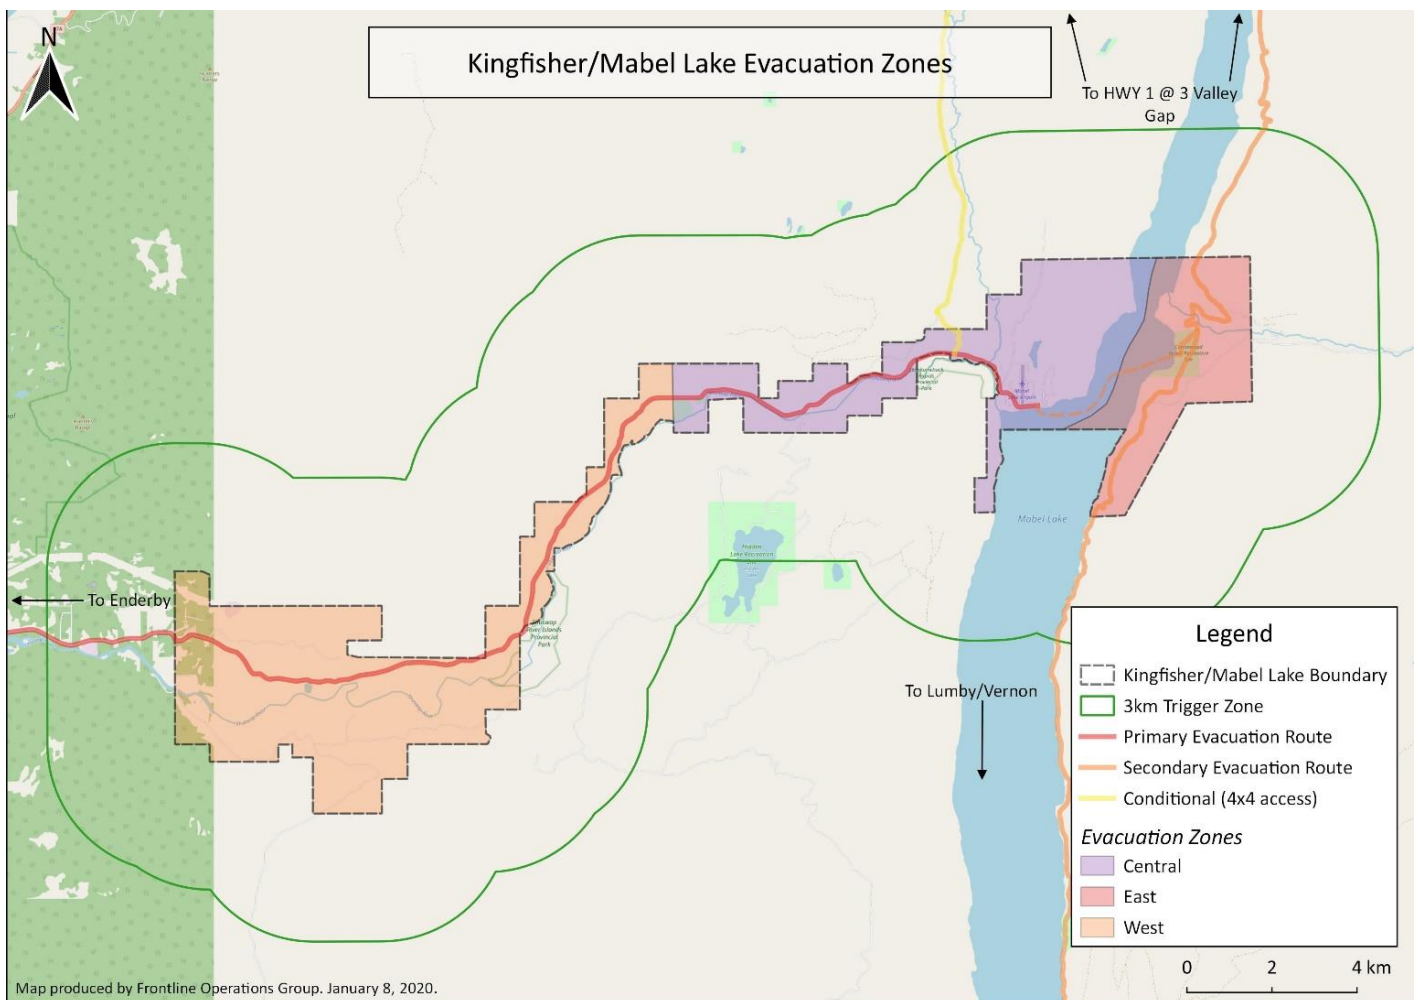 N
Kingfisher/Mabel Lake Evacuation Zones
To HWY 1 @ 3 Valley
Gap
Mabel Lake
To Enderby
To Lumby/Vernon
Legend
Kingfisher/Mabel Lake Boundary
3km Trigger Zone
Primary Evacuation Route
Secondary Evacuation Route
Conditional (4x4 access)
Evacuation Zones
Central
East
West
0 2 4 km
Map produced by Frontline Operations Group. January 8, 2020.